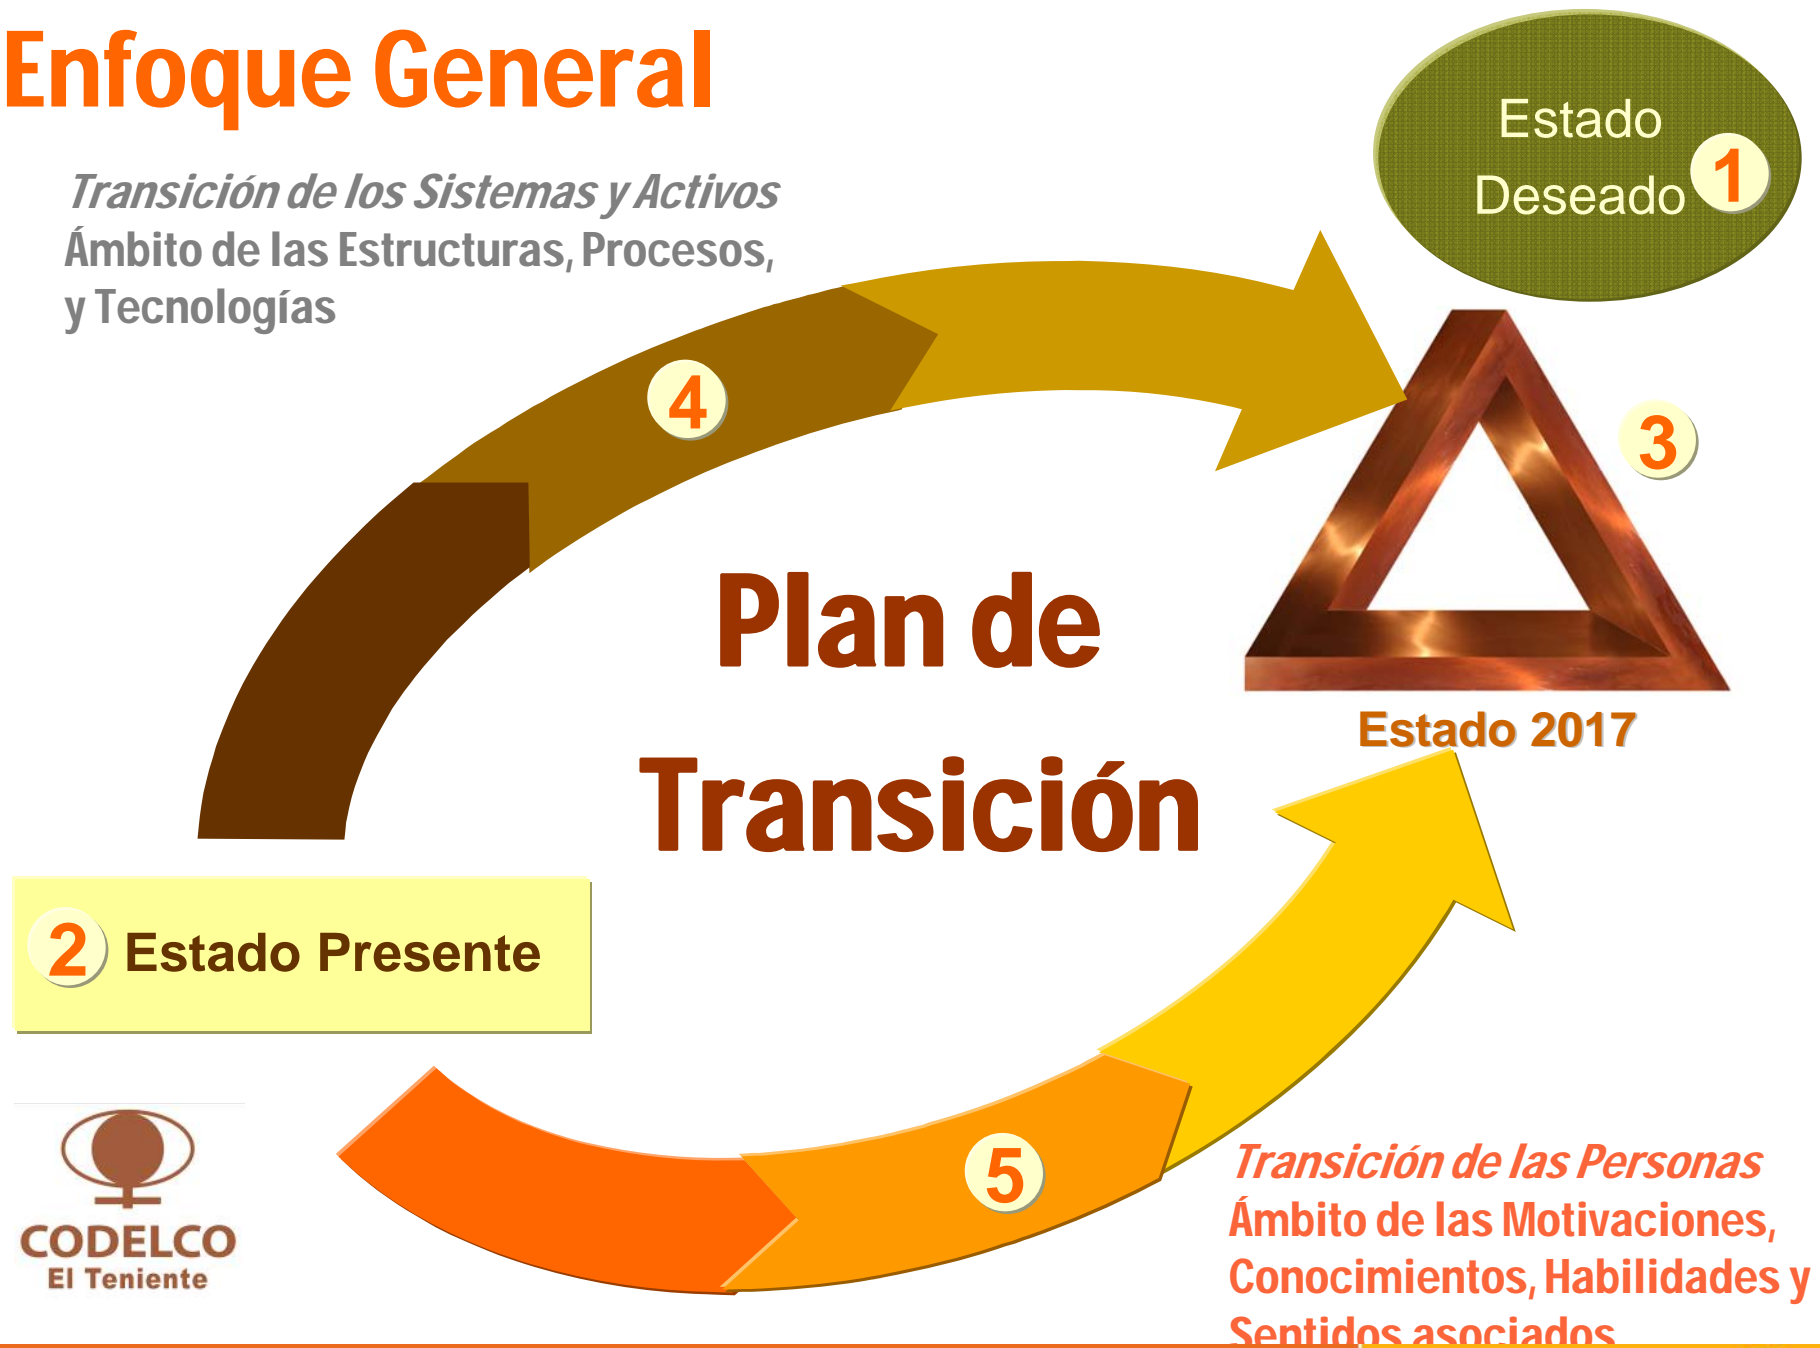 Enfoque General
Estado
Deseado
1
Transición de los Sistemas y Activos
Ámbito de las Estructuras, Procesos,
y Tecnologías
4
3
Plan de
Transición
Estado 2017
2 Estado Presente
5
CODELCO
El Teniente
Transición de las Personas
Ámbito de las Motivaciones,
Conocimientos, Habilidades y
Sentidos asociados